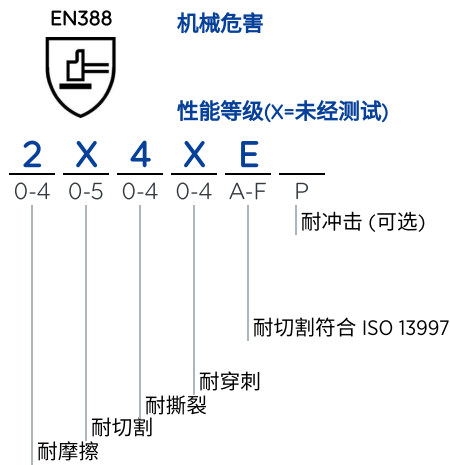 EN388
机械危害
性能等级(X=未经测试)
2 X 4 X E
0-4 0-5 0-4 0-4 A-F P
耐冲击 (可选)
耐切割符合 ISO 13997
耐穿刺
耐撕裂
耐切割
耐摩擦